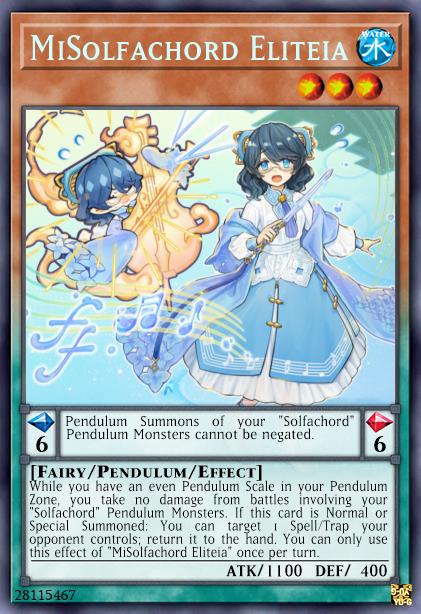 MiSolfachord Eliteia
WATER
水
ff
Pendulum Summons of your "Solfachord"
Pendulum Monsters cannot be negated.
6
6
[Fairy/Pendulum/Effect]
While you have an even Pendulum Scale in your Pendulum
Zone, you take no damage from battles involving your
"Solfachord" Pendulum Monsters. If this card is Normal or
Special Summoned: You can target 1 Spell/Trap your
opponent controls; return it to the hand. You can only use
this effect of "MiSolfachord Eliteia" once per turn.
ATK/1100 DEF/ 400
28115467